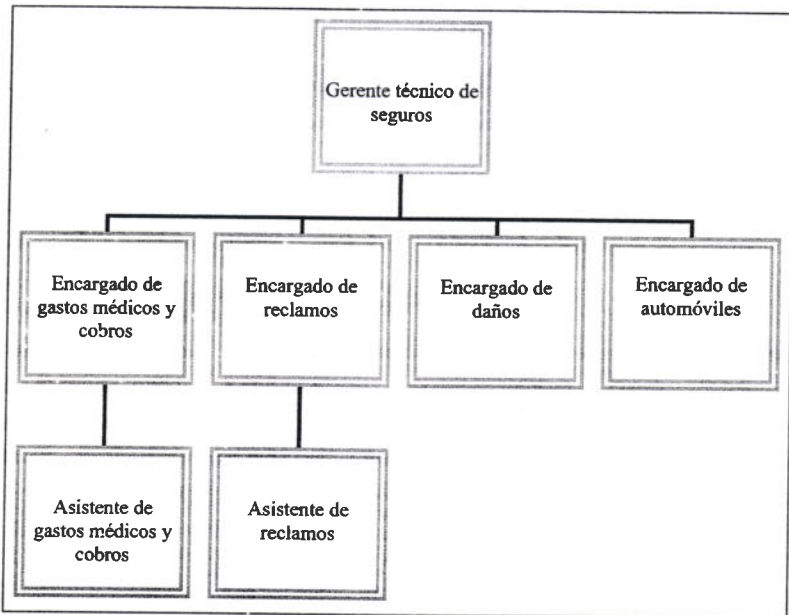 Gerente técnico de
seguros
Encargado de
gastos médicos y
cobros
Encargado de
reclamos
Encargado de
daños
Encargado de
automóviles
Asistente de
gastos médicos y
cobros
Asistente de
reclamos